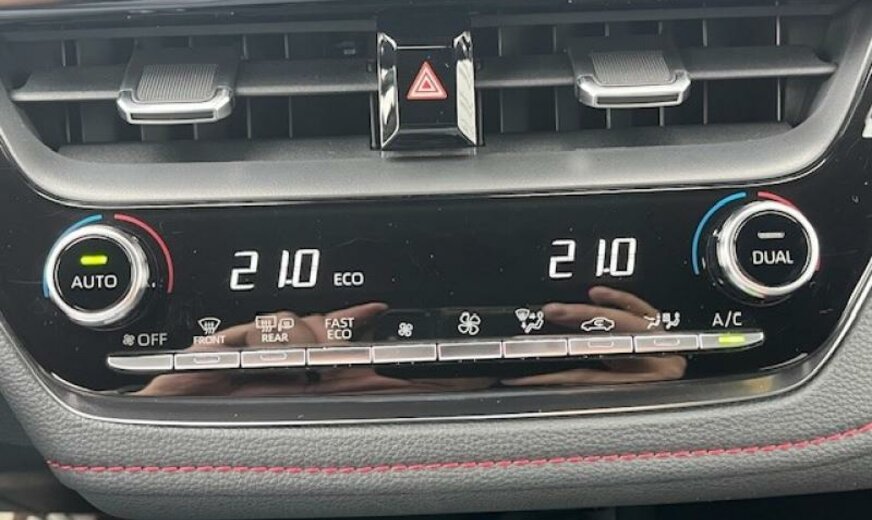 AUTO
21.0 ECO
21.0
DUAL
OFF
FRONT
REAR
FAST
ECO
A/C